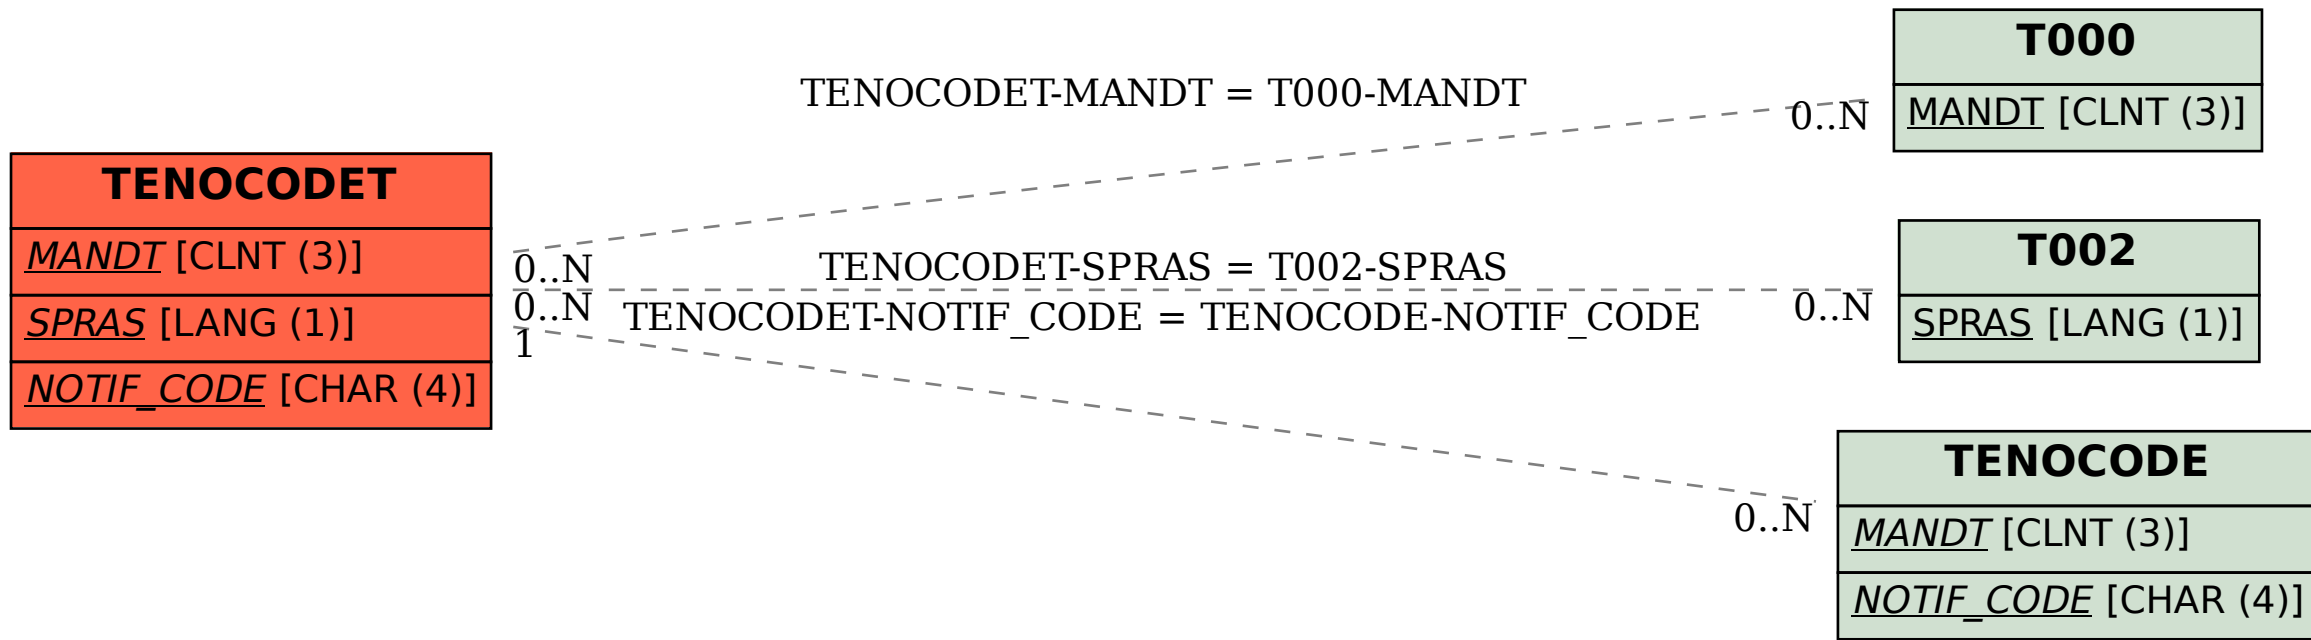 T000
TENOCODET-MANDT = T000-MANDT
0..N
MANDT [CLNT (3)]
TENOCODET
MANDT [CLNT (3)]
SPRAS [LANG (1)]
NOTIF_CODE [CHAR (4)]
0..N
TENOCODET-SPRAS = T002-SPRAS
0..N
TENOCODET-NOTIF_CODE = TENOCODE-NOTIF_CODE
1
0..N
T002
SPRAS [LANG (1)]
0..N
TENOCODE
MANDT [CLNT (3)]
NOTIF_CODE [CHAR (4)]